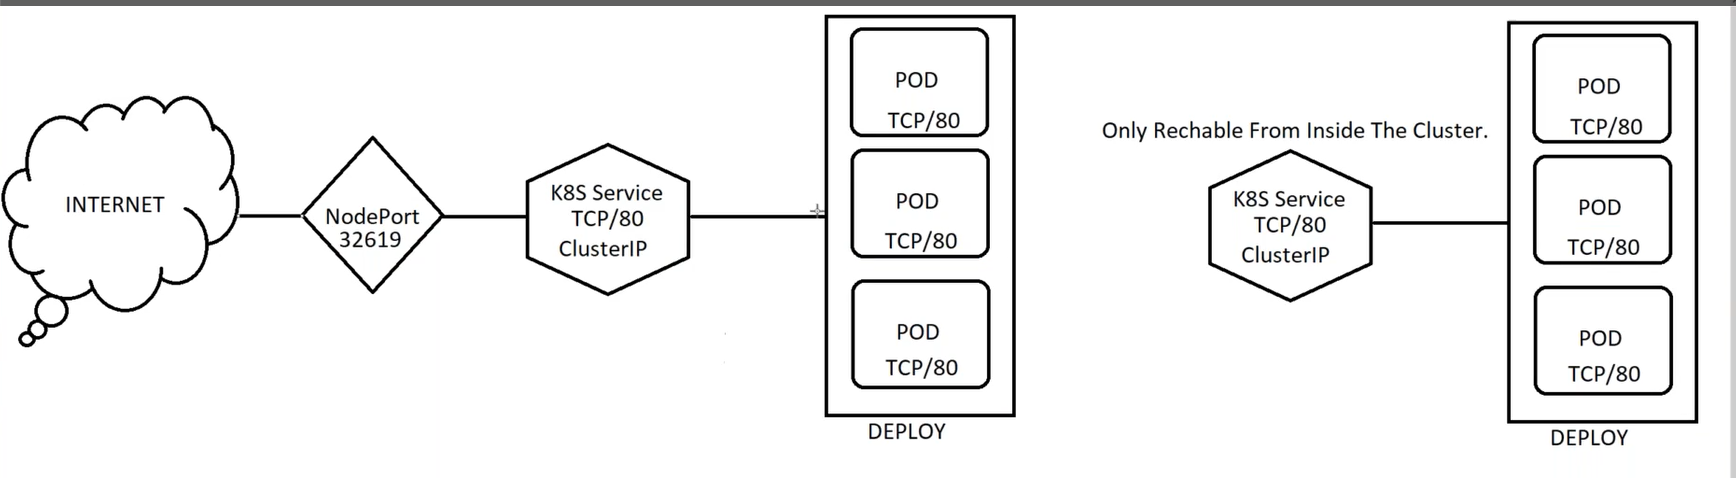 INTERNET
NodePort
32619
K8S Service
TCP/80
ClusterIP
POD
TCP/80
POD
TCP/80
POD
TCP/80
DEPLOY
Only Rechable From Inside The Cluster.
K8S Service
TCP/80
ClusterIP
POD
TCP/80
POD
TCP/80
POD
TCP/80
DEPLOY